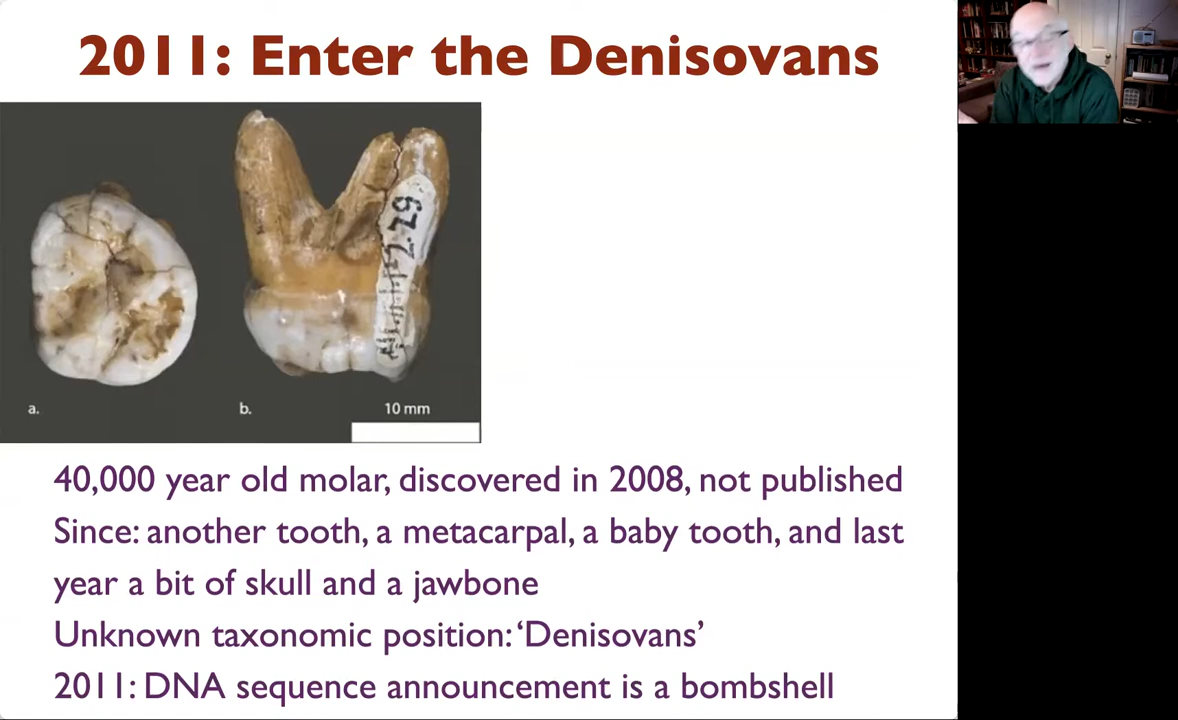 2011: Enter the Denisovans
a.
b.
10 mm
40,000 year old molar, discovered in 2008, not published
Since: another tooth, a metacarpal, a baby tooth, and last
year a bit of skull and a jawbone
Unknown taxonomic position: ‘Denisovans’
2011: DNA sequence announcement is a bombshell